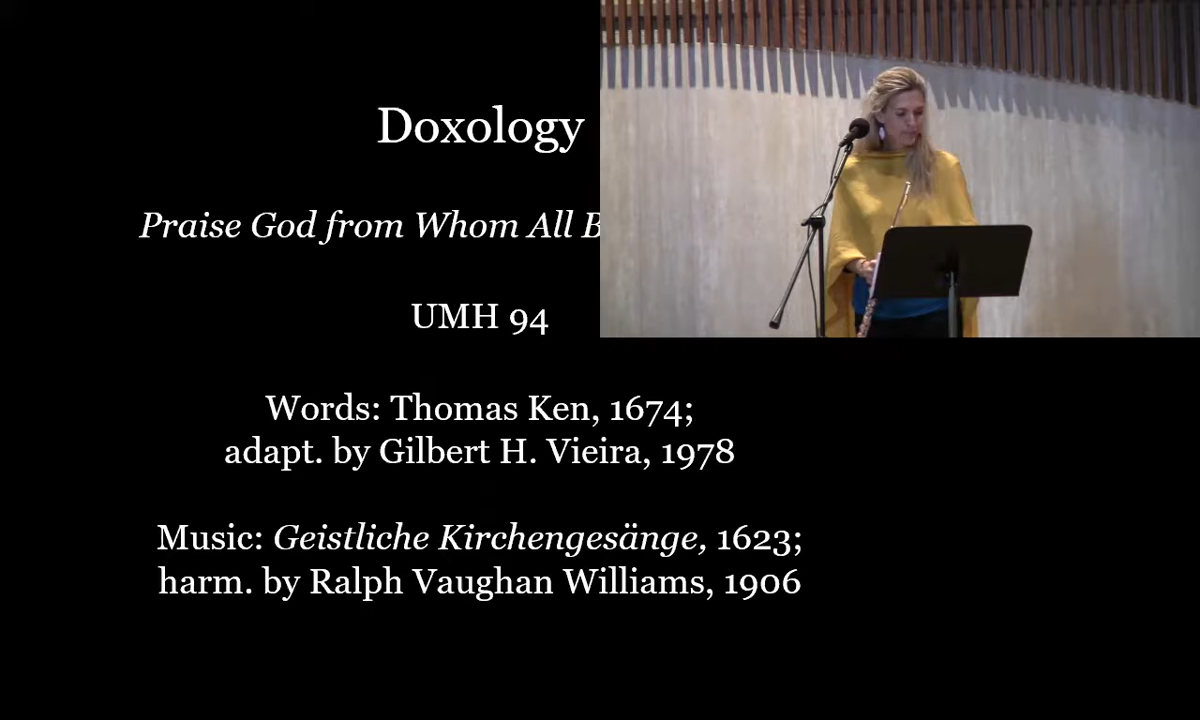 Doxology
Praise God from Whom All B
UMH 94
Words: Thomas Ken, 1674;
adapt. by Gilbert H. Vieira, 1978
Music: Geistliche Kirchengesänge, 1623;
harm. by Ralph Vaughan Williams, 1906